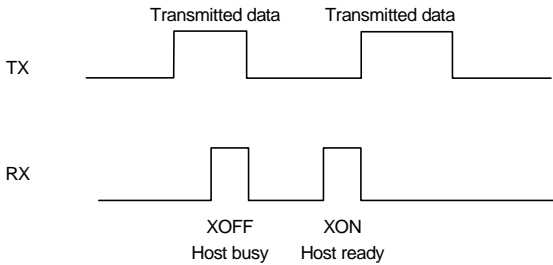 Transmitted data Transmitted data
TX
RX
XOFF XON
Host busy Host ready